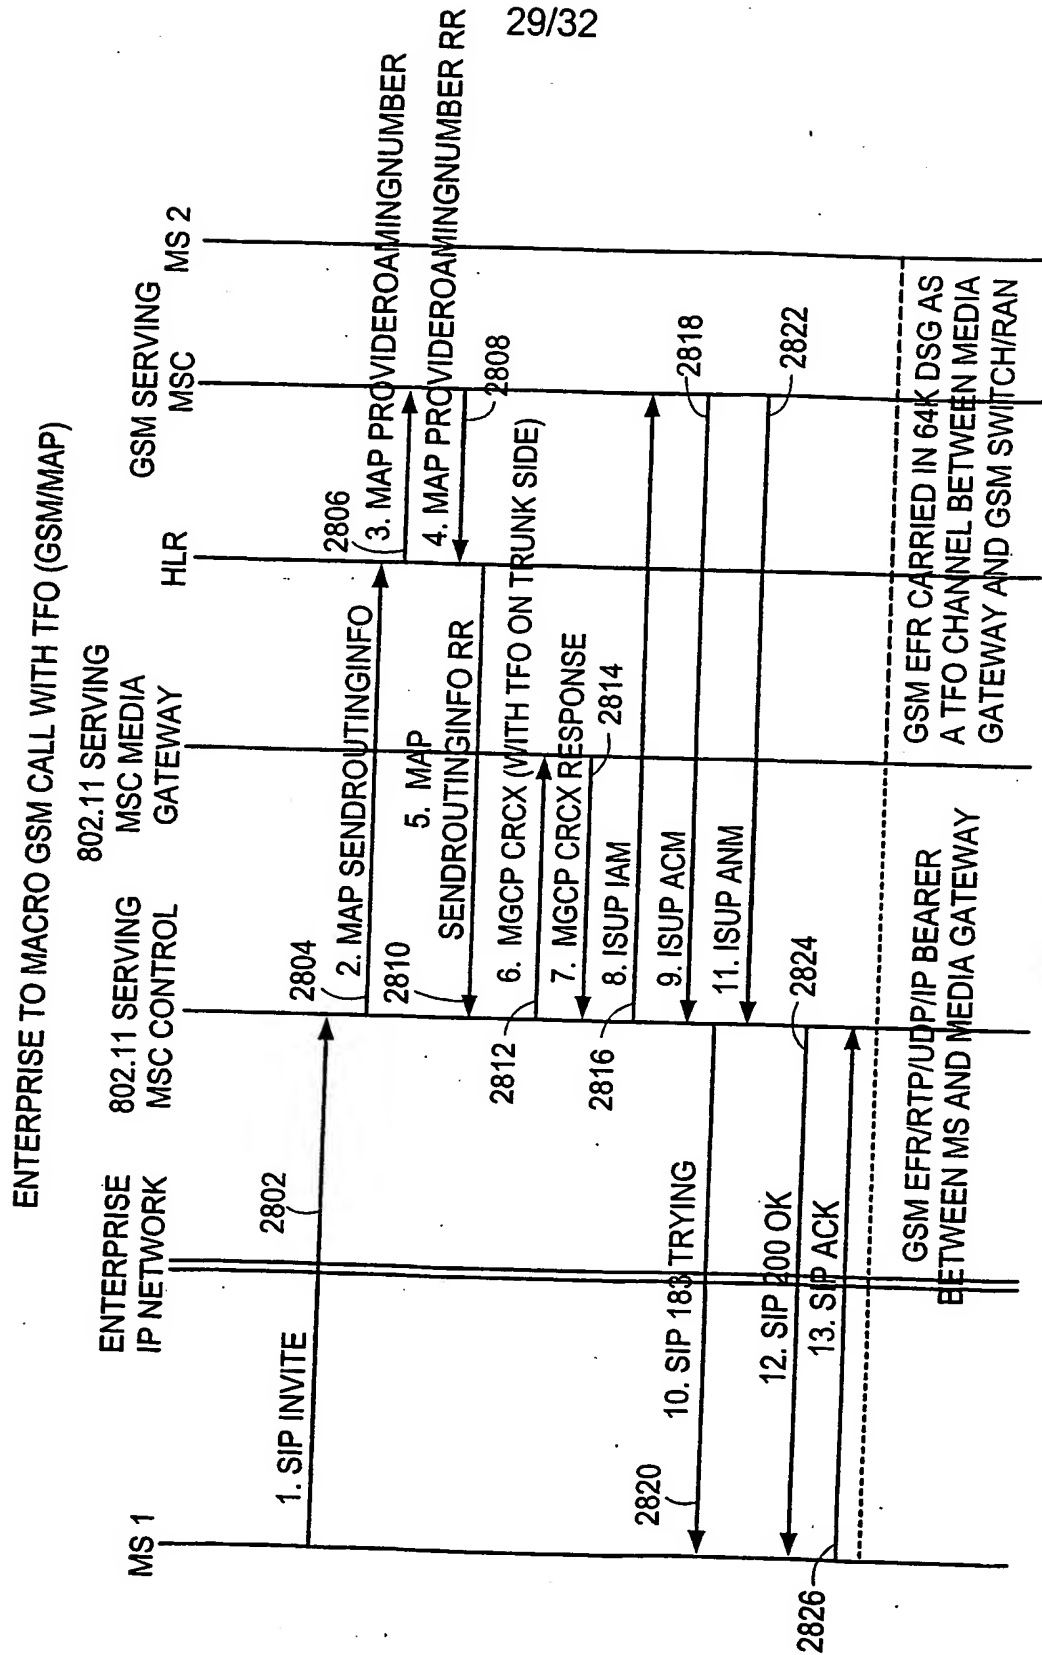 29/32
ENTERPRISE TO MACRO GSM CALL WITH TFO (GSM/MAP)
MS 1
ENTERPRISE
IP NETWORK
802.11 SERVING
MSC CONTROL
802.11 SERVING
MSC MEDIA
GATEWAY
HLR
GSM SERVING
MSC
MS 2
1. SIP INVITE
2802
2804
2. MAP SENDROUTINGINFO
2806
3. MAP PROVIDEROAMINGNUMBER
4. MAP PROVIDEROAMINGNUMBER RR
2808
2810
5. MAP
SENDROUTINGINFO RR
2812
6. MGCP CRCX (WITH TFO ON TRUNK SIDE)
7. MGCP CRCX RESPONSE
2814
2816
8. ISUP IAM
9. ISUP ACM
2818
2820
10. SIP 183 TRYING
11. ISUP ANM
2822
12. SIP 200 OK
2824
13. SIP ACK
2826
GSM EFR/RTP/UDP/IP BEARER
BETWEEN MS AND MEDIA GATEWAY
GSM EFR CARRIED IN 64K DSG AS
A TFO CHANNEL BETWEEN MEDIA
GATEWAY AND GSM SWITCH/RAN